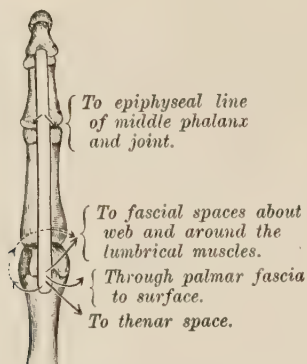 To epiphyseal line
of middle phalanx
and joint.
To fascial spaces about
web and around the
lumbrical muscles.
Through palmar fascia
to surface.
To thenar space.